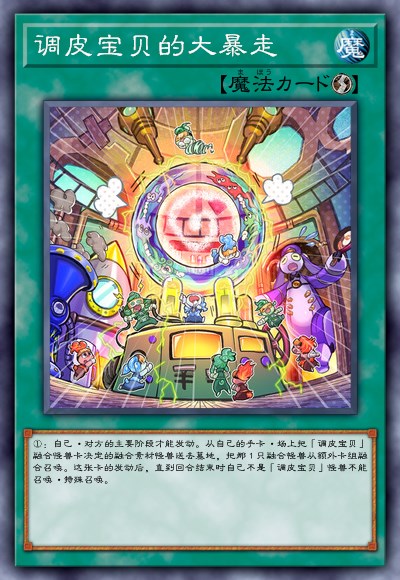 调皮宝贝的大暴走
魔
【魔法カード】
まほう
①：自己·对方的主要阶段才能发动。从自己的手卡·场上把「调皮宝贝」
融合怪兽卡决定的融合素材怪兽送去墓地，把那1只融合怪兽从额外卡组融
合召唤。这张卡的发动后，直到回合结束时自己不是「调皮宝贝」怪兽不能
召唤·特殊召唤。